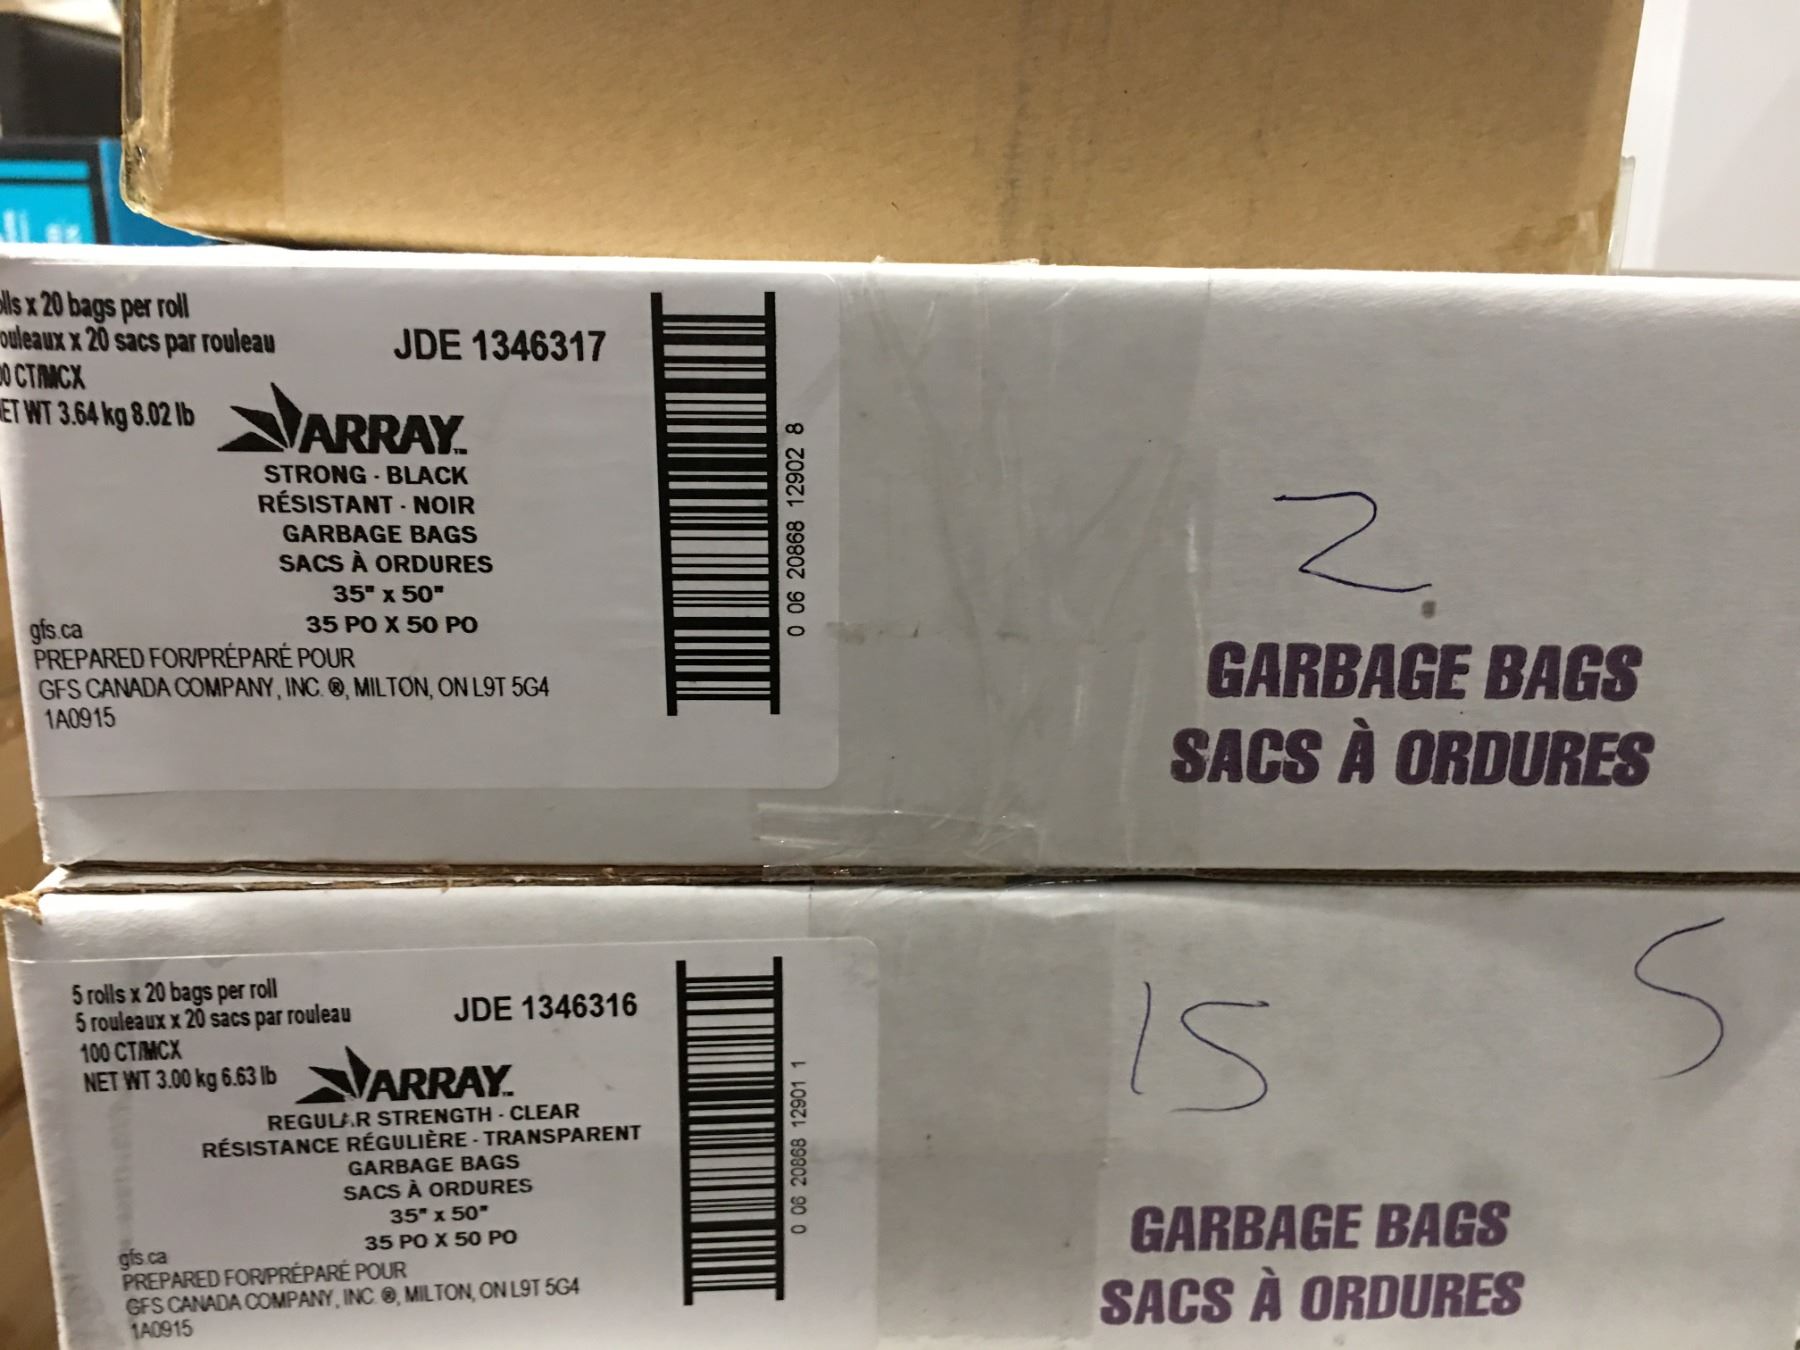 x 20 bags per roll
x 20 sacs par rouleau
CT/MCX
WT 3.64 kg 8.02 lb
JDE 1346317
ARRAY™
STRONG - BLACK
RÉSISTANT - NOIR
GARBAGE BAGS
SACS À ORDURES
35" x 50"
35 PO X 50 PO
gfs.ca
PREPARED FOR/PRÉPARÉ POUR
GFS CANADA COMPANY, INC. ®, MILTON, ON L9T 5G4
1A0915
0 06 20868 12902 8
2
GARBAGE BAGS
SACS À ORDURES
5 rolls x 20 bags per roll
5 rouleaux x 20 sacs par rouleau
100 CT/MCX
NET WT 3.00 kg 6.63 lb
JDE 1346316
ARRAY™
REGULAR STRENGTH - CLEAR
RÉSISTANCE RÉGULIÈRE - TRANSPARENT
GARBAGE BAGS
SACS À ORDURES
35" x 50"
35 PO X 50 PO
gfs.ca
PREPARED FOR/PRÉPARÉ POUR
GFS CANADA COMPANY, INC. ®, MILTON, ON L9T 5G4
1A0915
0 06 20868 12901 1
15 5
GARBAGE BAGS
SACS À ORDURES